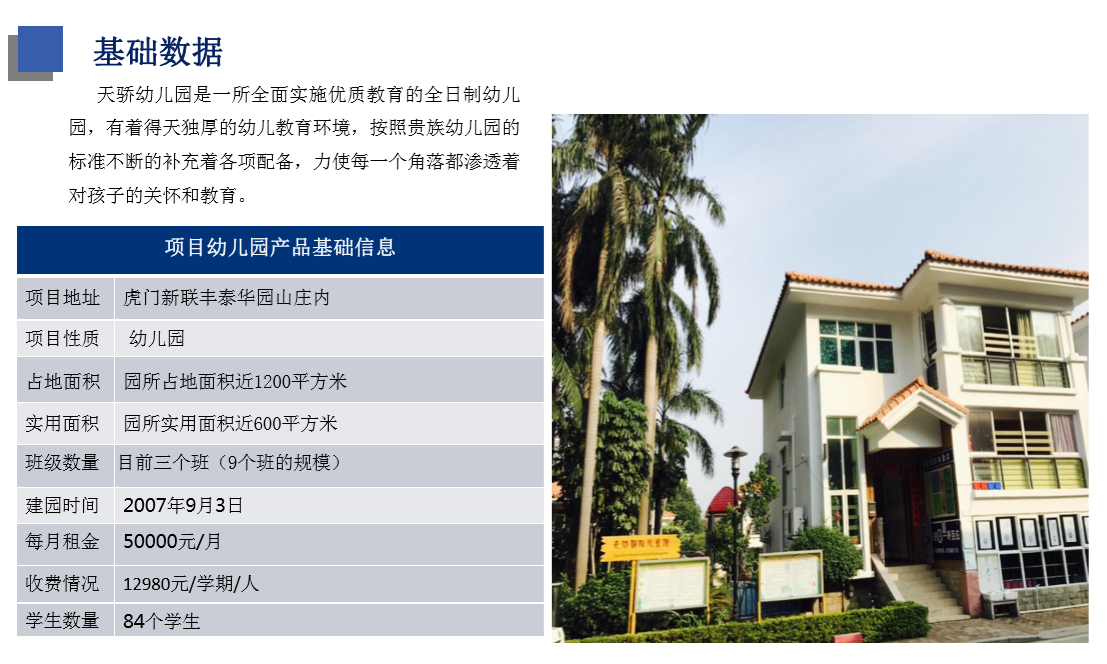 基础数据
天骄幼儿园是一所全面实施优质教育的全日制幼儿
园，有着得天独厚的幼儿教育环境，按照贵族幼儿园的
标准不断的补充着各项配备，力使每一个角落都渗透着
对孩子的关怀和教育。
项目幼儿园产品基础信息
项目地址 虎门新联丰泰华园山庄内
项目性质 幼儿园
占地面积 园所占地面积近1200平方米
实用面积 园所实用面积近600平方米
班级数量 目前三个班（9个班的规模）
建园时间 2007年9月3日
每月租金 50000元/月
收费情况 12980元/学期/人
学生数量 84个学生